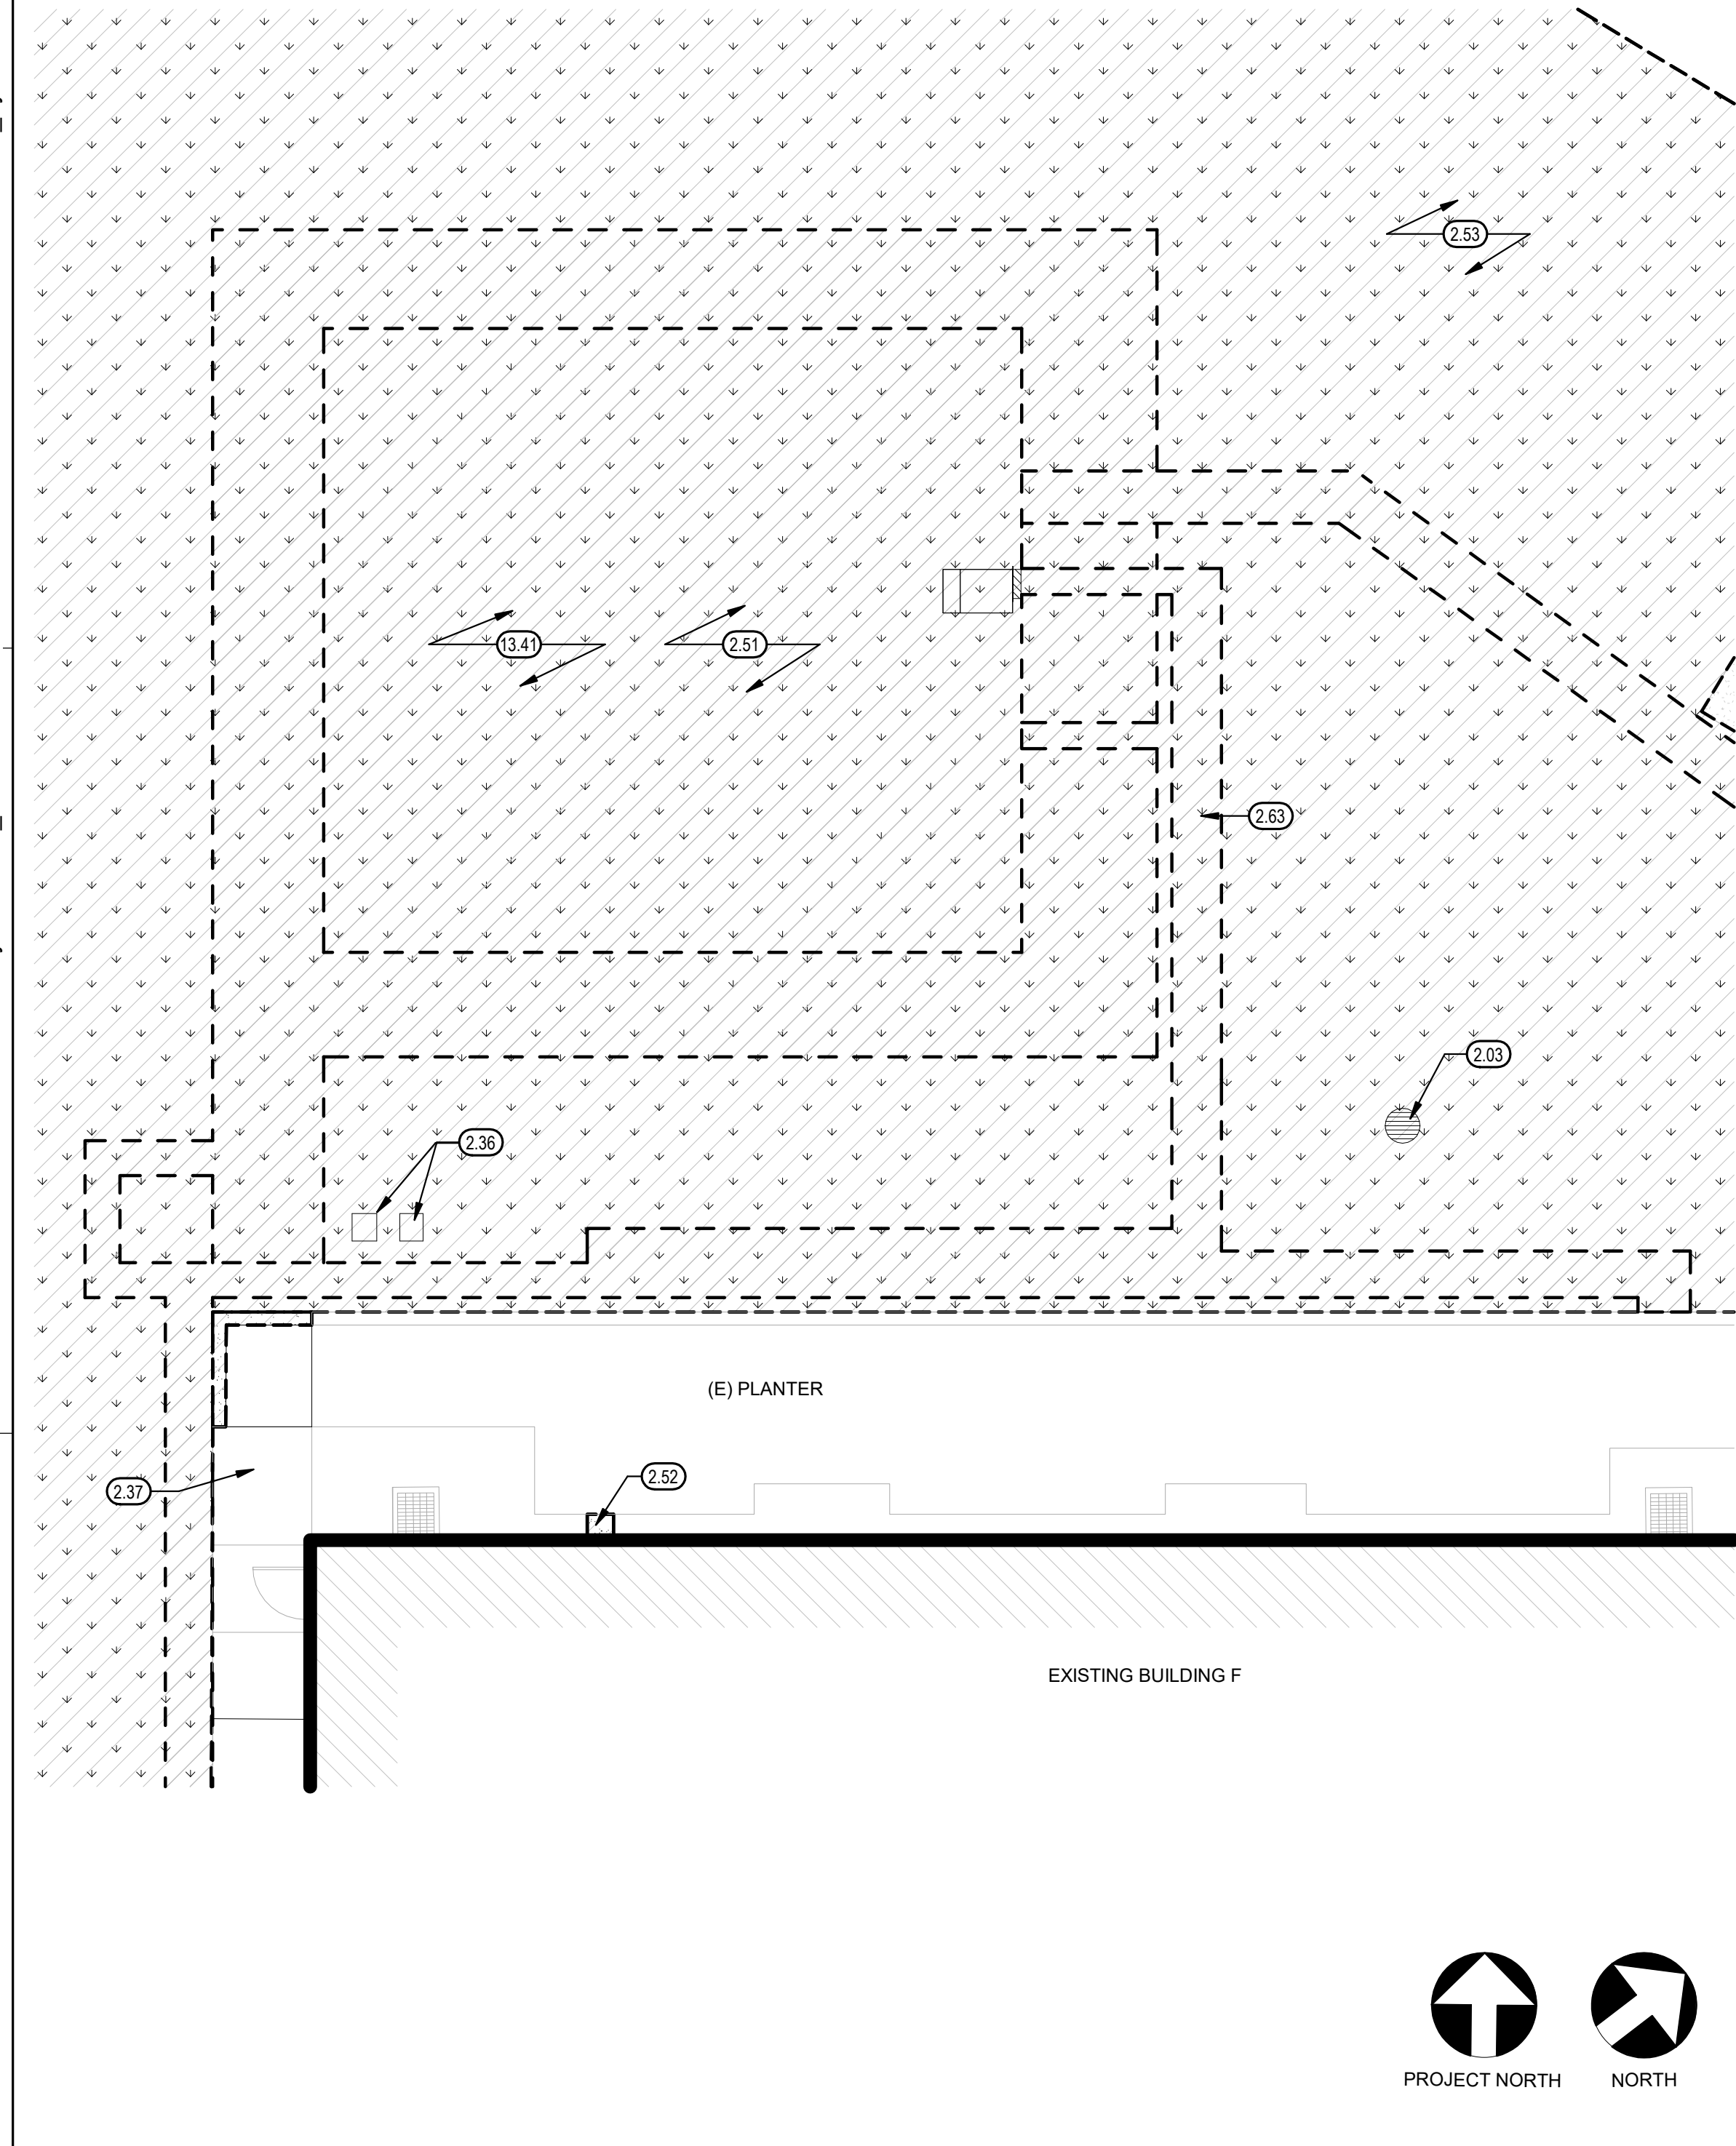 2.53
13.41
2.51
2.63
2.03
2.36
(E) PLANTER
2.52
2.37
EXISTING BUILDING F
PROJECT NORTH
NORTH